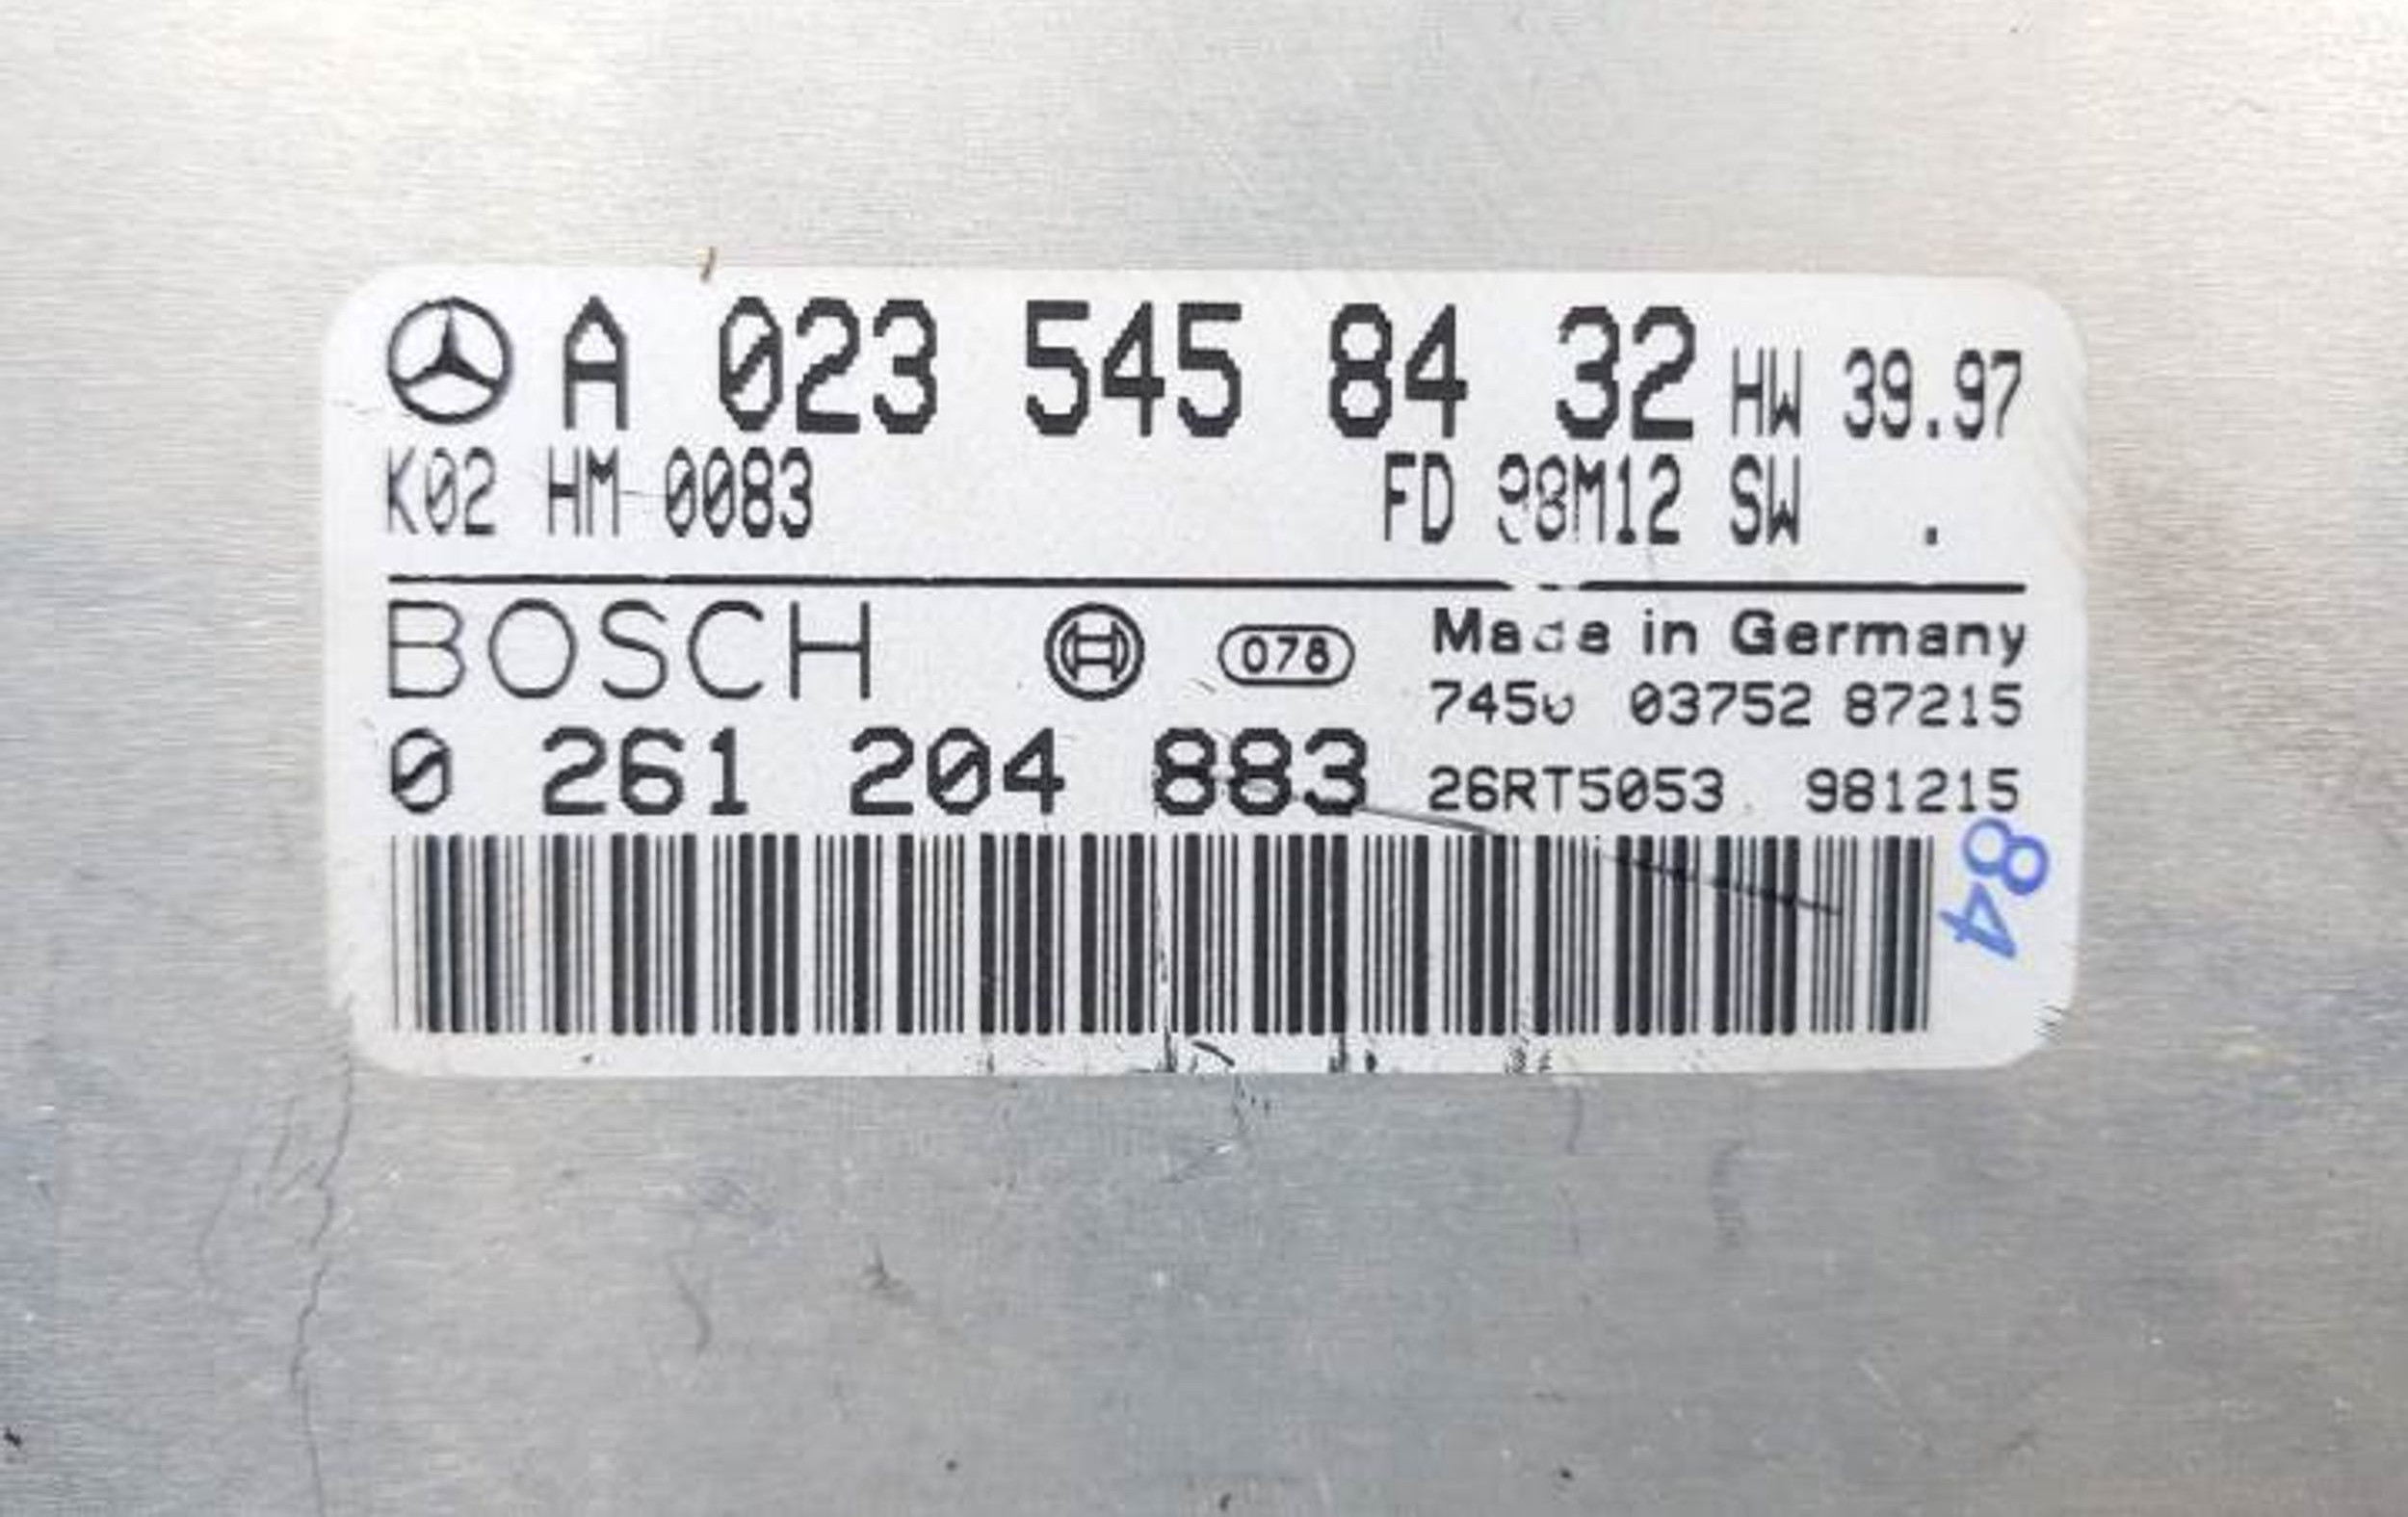 A 023 545 84 32 HW 39.97
K02 HM 0083 FD 98M12 SW .
BOSCH 078 Made in Germany
03752 87215
0 261 204 883 26RT5053 981215
84